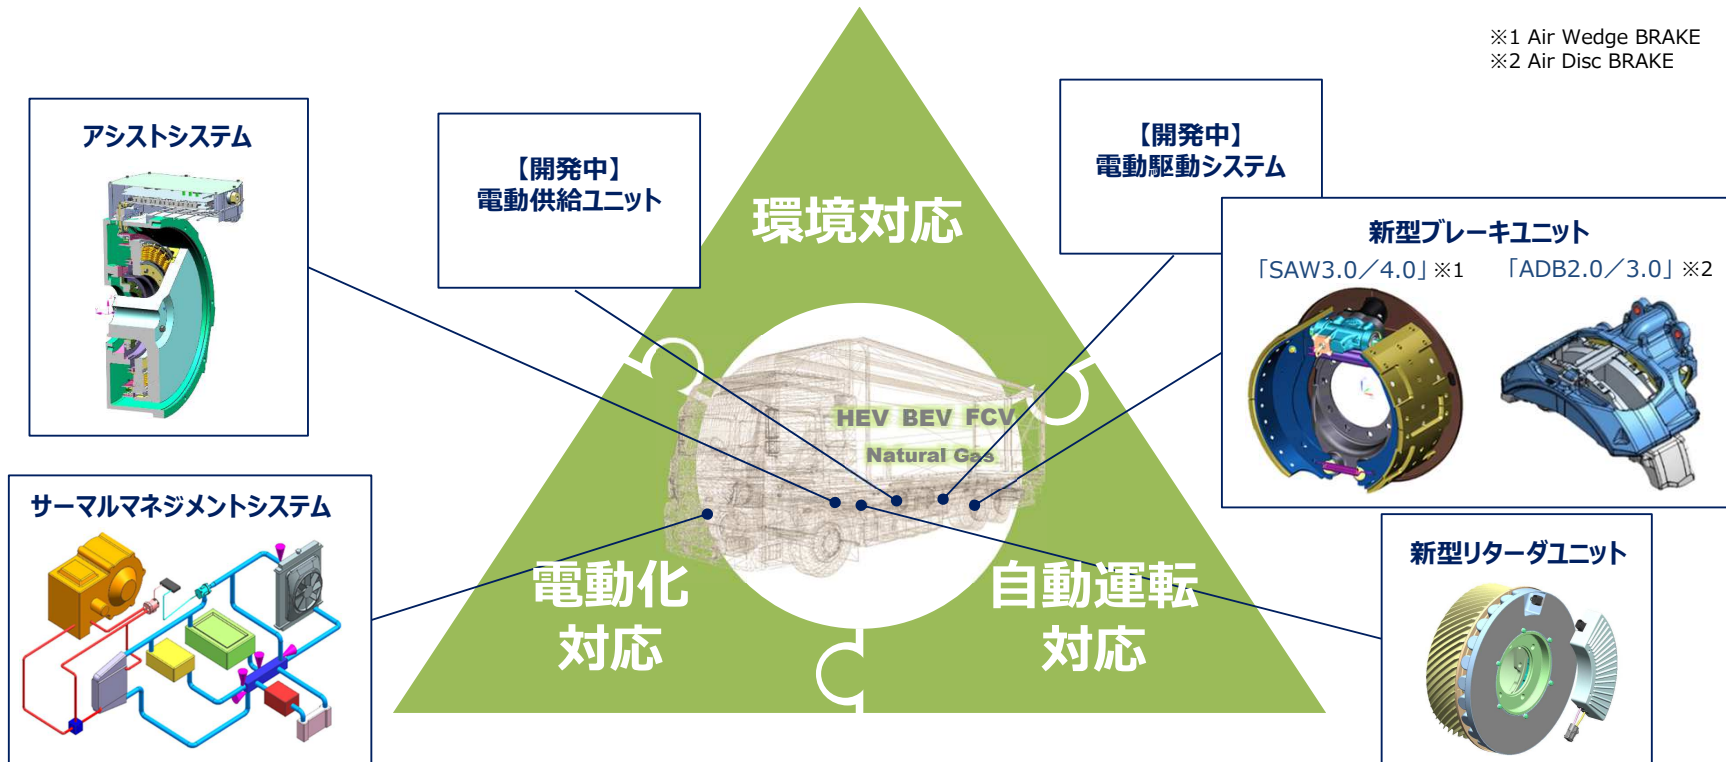 ※1 Air Wedge BRAKE
※2 Air Disc BRAKE
アシストシステム
【開発中】
電動供給ユニット
【開発中】
電動駆動システム
新型ブレーキユニット
「SAW3.0／4.0」※1 「ADB2.0／3.0」※2
環境対応
HEV BEV FCV
Natural Gas
サーマルマネジメントシステム
電動化
対応
自動運転
対応
新型リターダユニット